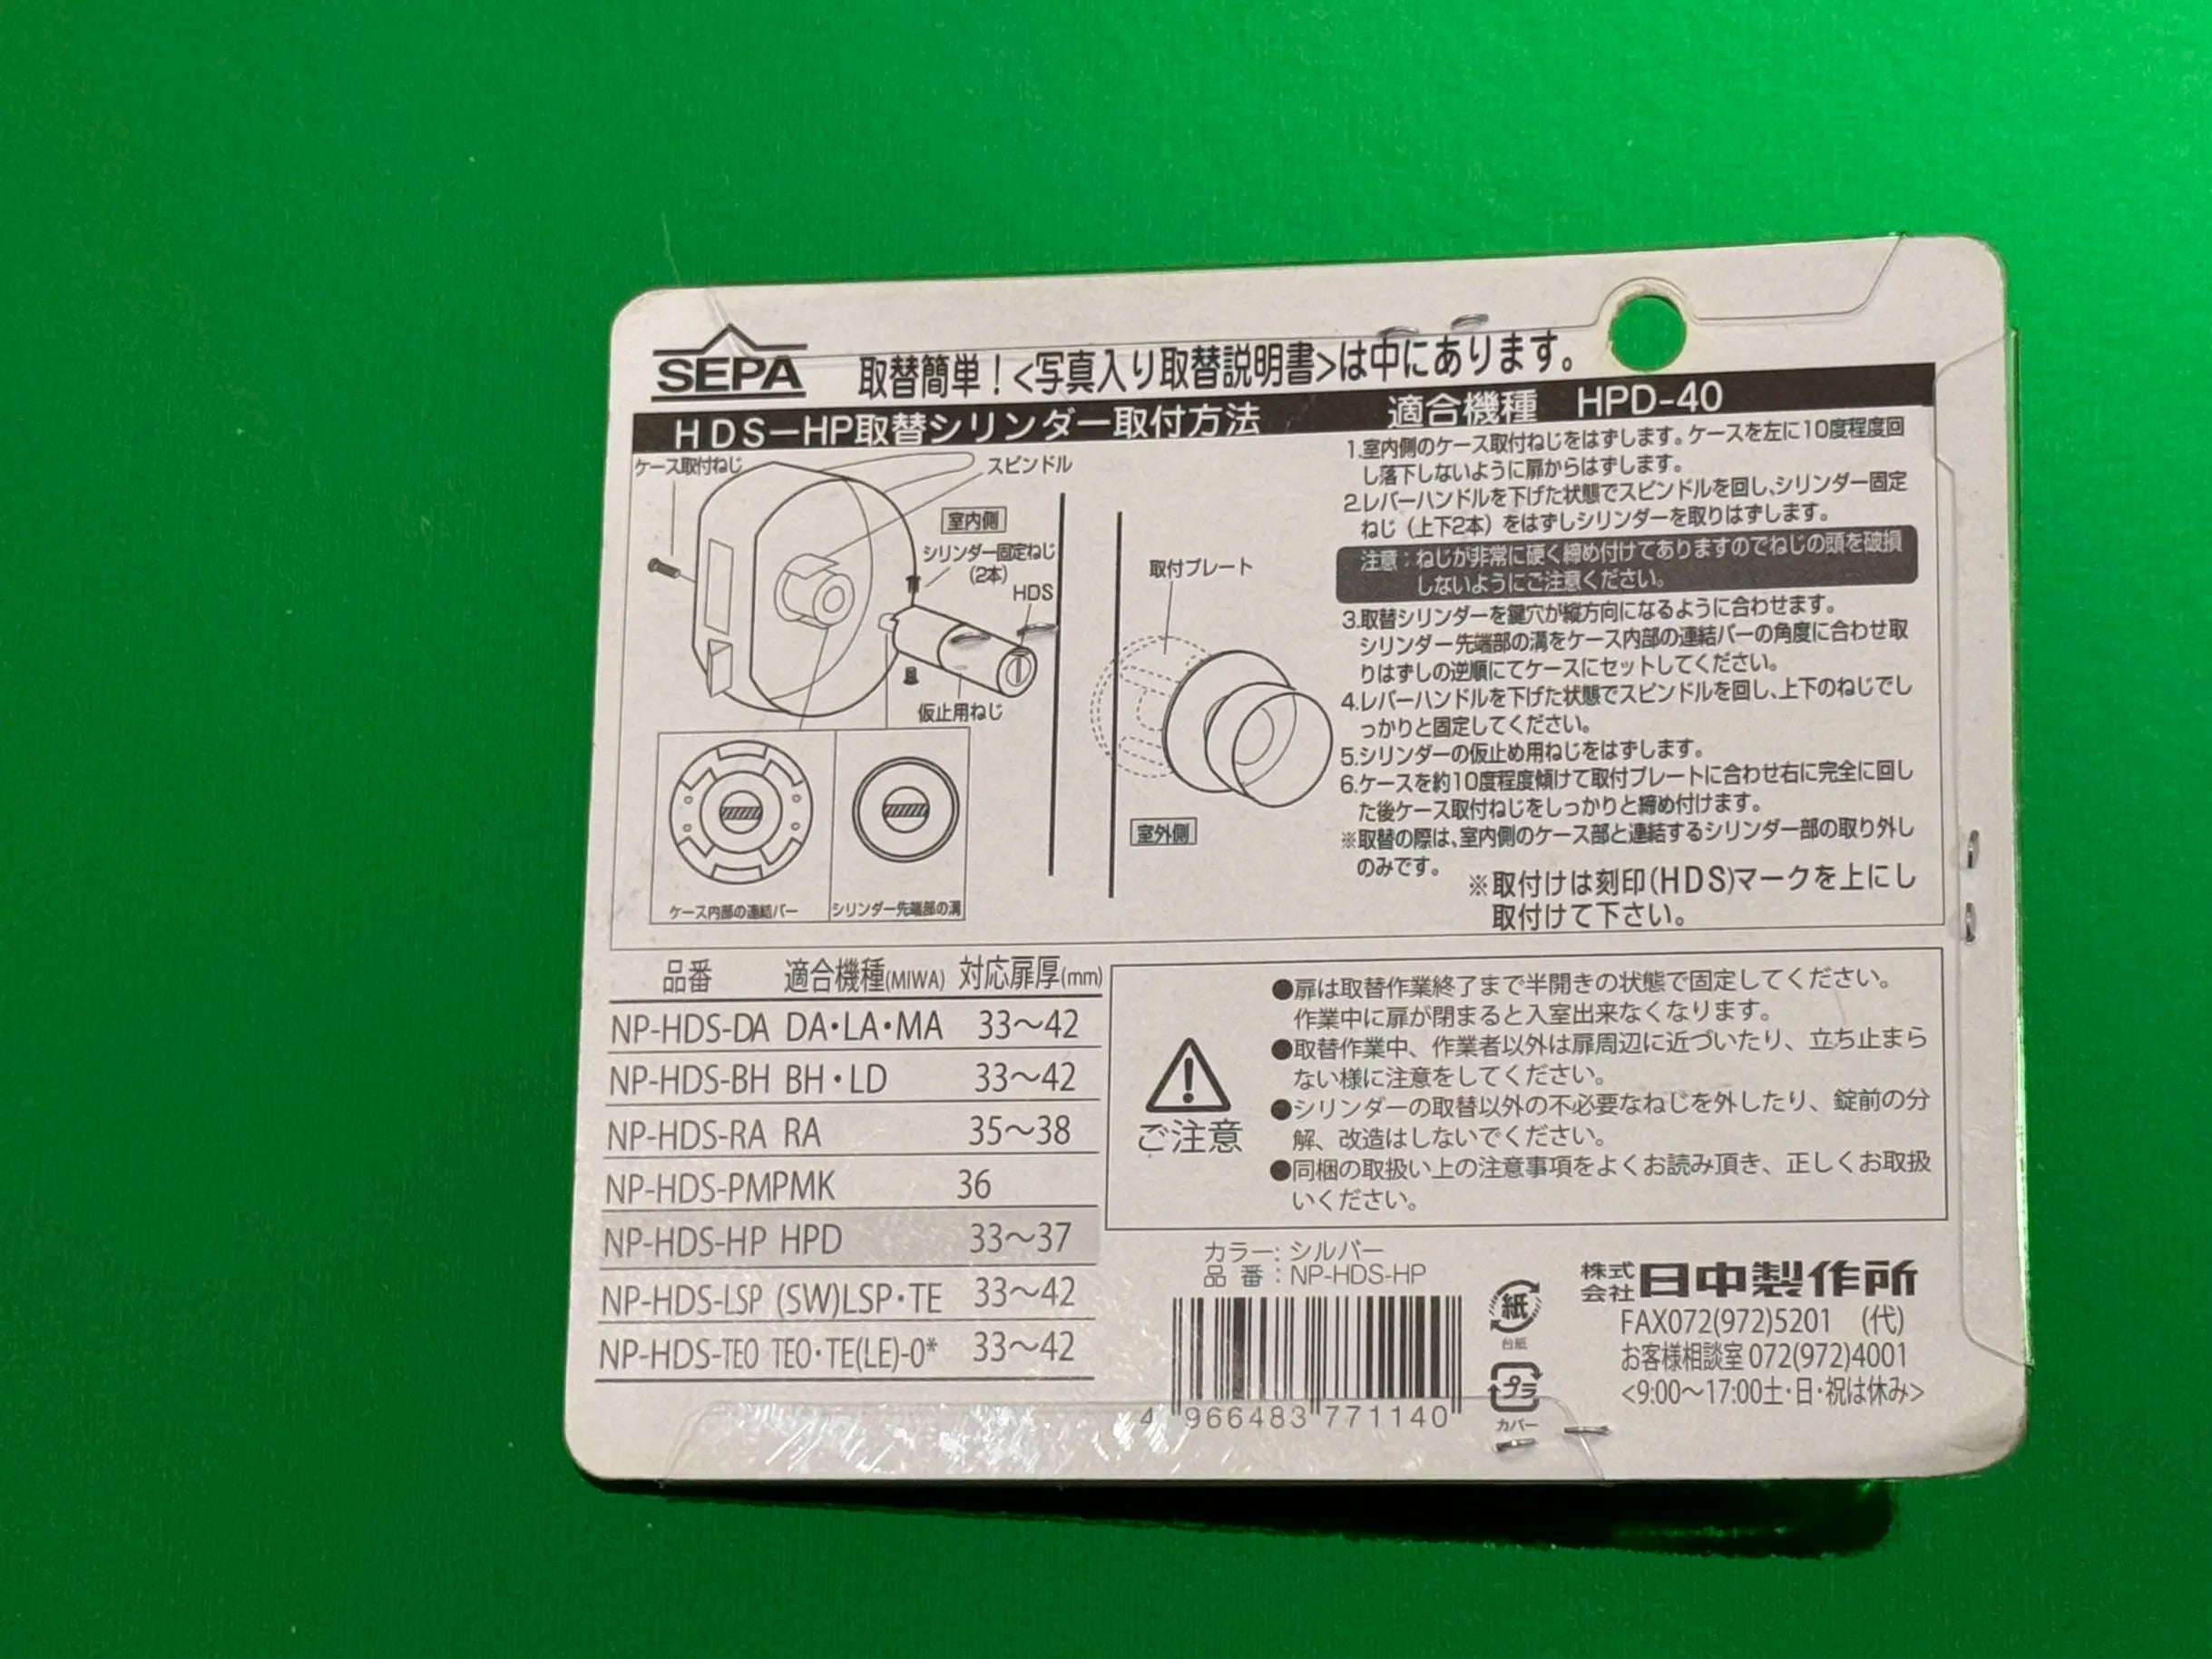 SEPA
取替簡単！<写真入り取替説明書>は中にあります。
HDS－HP取替シリンダー取付方法
適合機種 HPD-40
ケース取付ねじ
スピンドル
室内側
シリンダー固定ねじ
(2本)
HDS
仮止用ねじ
取付プレート
室外側
ケース内部の連結バー
シリンダー先端部の溝
1.室内側のケース取付ねじをはずします。ケースを左に10度程度回
し落下しないように扉からはずします。
2.レバーハンドルを下げた状態でスピンドルを回し、シリンダー固定
ねじ（上下2本）をはずしシリンダーを取りはずします。
注意：ねじが非常に硬く締め付けてありますのでねじの頭を破損
しないようにご注意ください。
3.取替シリンダーを鍵穴が縦方向になるように合わせます。
シリンダー先端部の溝をケース内部の連結バーの角度に合わせ取
りはずしの逆順にてケースにセットしてください。
4.レバーハンドルを下げた状態でスピンドルを回し、上下のねじでし
っかりと固定してください。
5.シリンダーの仮止め用ねじをはずします。
6.ケースを約10度程度傾けて取付プレートに合わせ右に完全に回し
た後ケース取付ねじをしっかりと締め付けます。
※取替の際は、室内側のケース部と連結するシリンダー部の取り外し
のみです。
※取付けは刻印(HDS)マークを上にし
取付けて下さい。
品番 適合機種(MIWA) 対応扉厚(mm)
NP-HDS-DA DA・LA・MA 33〜42
NP-HDS-BH BH・LD 33〜42
NP-HDS-RA RA 35〜38
NP-HDS-PMPMK 36
NP-HDS-HP HPD 33〜37
NP-HDS-LSP (SW)LSP・TE 33〜42
NP-HDS-TEO TEO・TE(LE)-0* 33〜42
ご注意
●扉は取替作業終了まで半開きの状態で固定してください。
作業中に扉が閉まると入室出来なくなります。
●取替作業中、作業者以外は扉周辺に近づいたり、立ち止まら
ない様に注意をしてください。
●シリンダーの取替以外の不必要なねじを外したり、錠前の分
解、改造はしないでください。
●同梱の取扱い上の注意事項をよくお読み頂き、正しくお取扱
いください。
カラー：シルバー
品 番：NP-HDS-HP
4 966483 771140
紙
台紙
プラ
カバー
株式会社 日中製作所
FAX072(972)5201 (代)
お客様相談室 072(972)4001
<9:00〜17:00土・日・祝は休み>